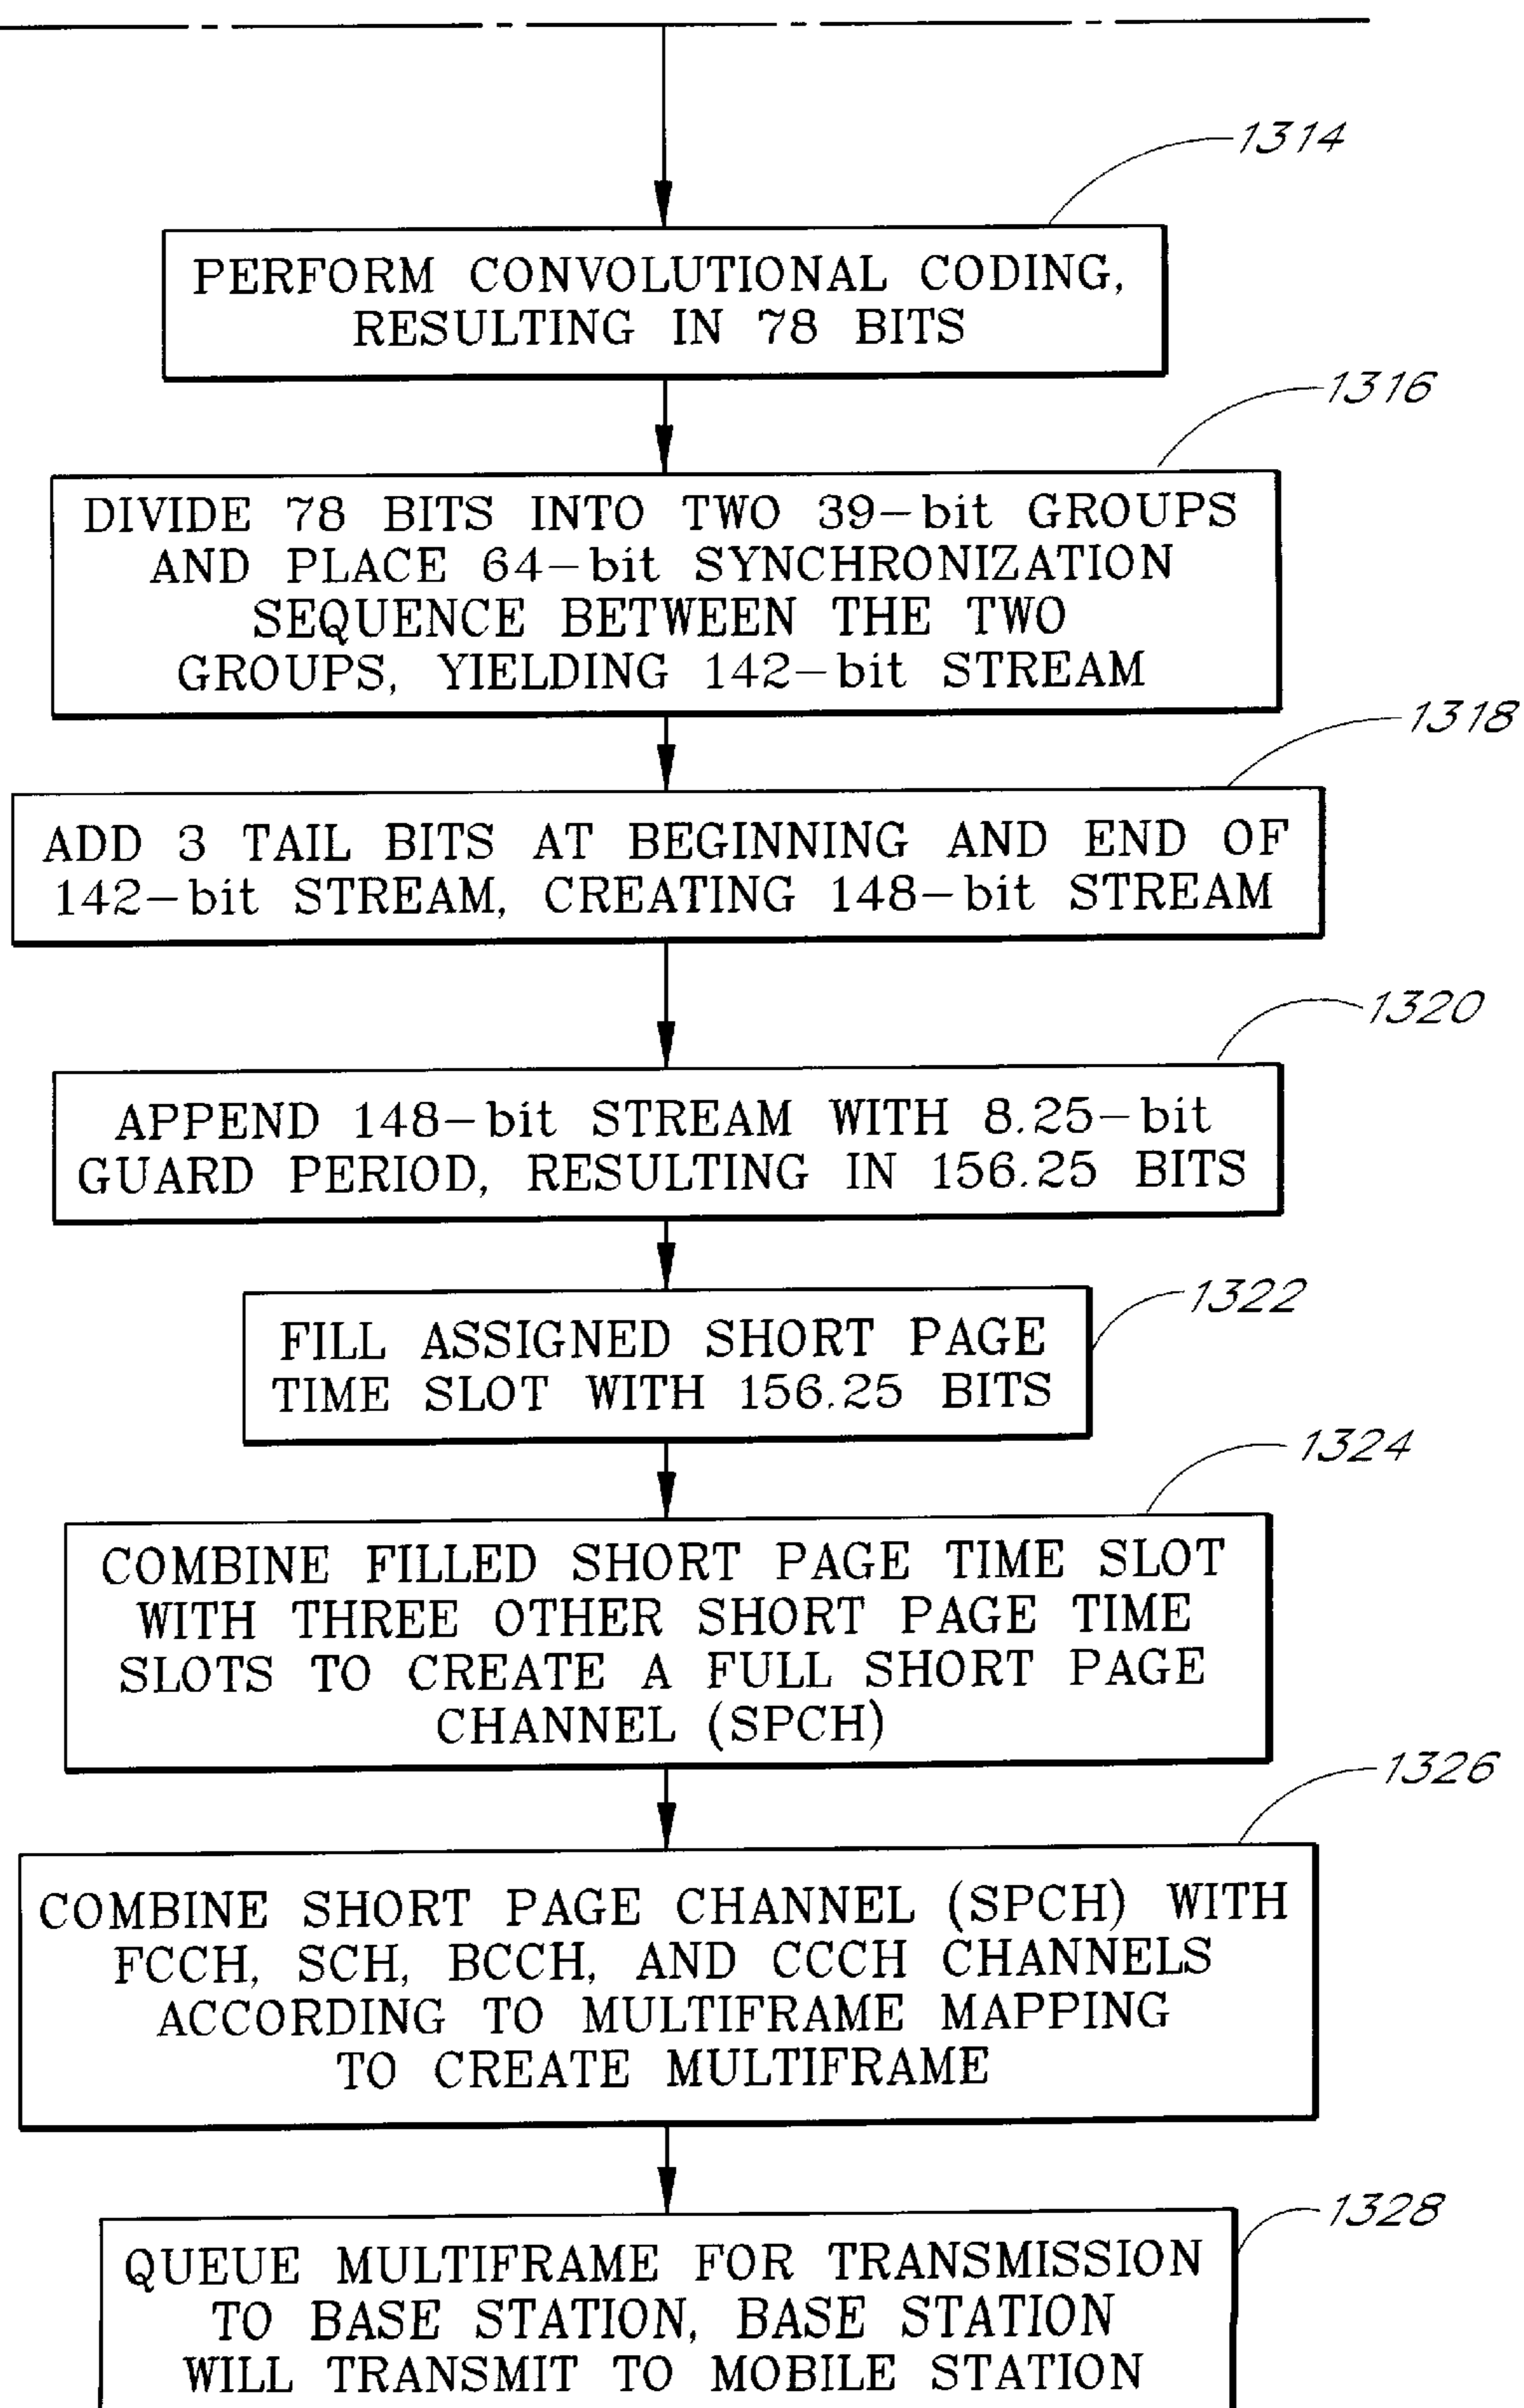 1314
PERFORM CONVOLUTIONAL CODING,
RESULTING IN 78 BITS
1316
DIVIDE 78 BITS INTO TWO 39-bit GROUPS
AND PLACE 64-bit SYNCHRONIZATION
SEQUENCE BETWEEN THE TWO
GROUPS, YIELDING 142-bit STREAM
1318
ADD 3 TAIL BITS AT BEGINNING AND END OF
142-bit STREAM, CREATING 148-bit STREAM
1320
APPEND 148-bit STREAM WITH 8.25-bit
GUARD PERIOD, RESULTING IN 156.25 BITS
1322
FILL ASSIGNED SHORT PAGE
TIME SLOT WITH 156.25 BITS
1324
COMBINE FILLED SHORT PAGE TIME SLOT
WITH THREE OTHER SHORT PAGE TIME
SLOTS TO CREATE A FULL SHORT PAGE
CHANNEL (SPCH)
1326
COMBINE SHORT PAGE CHANNEL (SPCH) WITH
FCCH, SCH, BCCH, AND CCCH CHANNELS
ACCORDING TO MULTIFRAME MAPPING
TO CREATE MULTIFRAME
1328
QUEUE MULTIFRAME FOR TRANSMISSION
TO BASE STATION, BASE STATION
WILL TRANSMIT TO MOBILE STATION